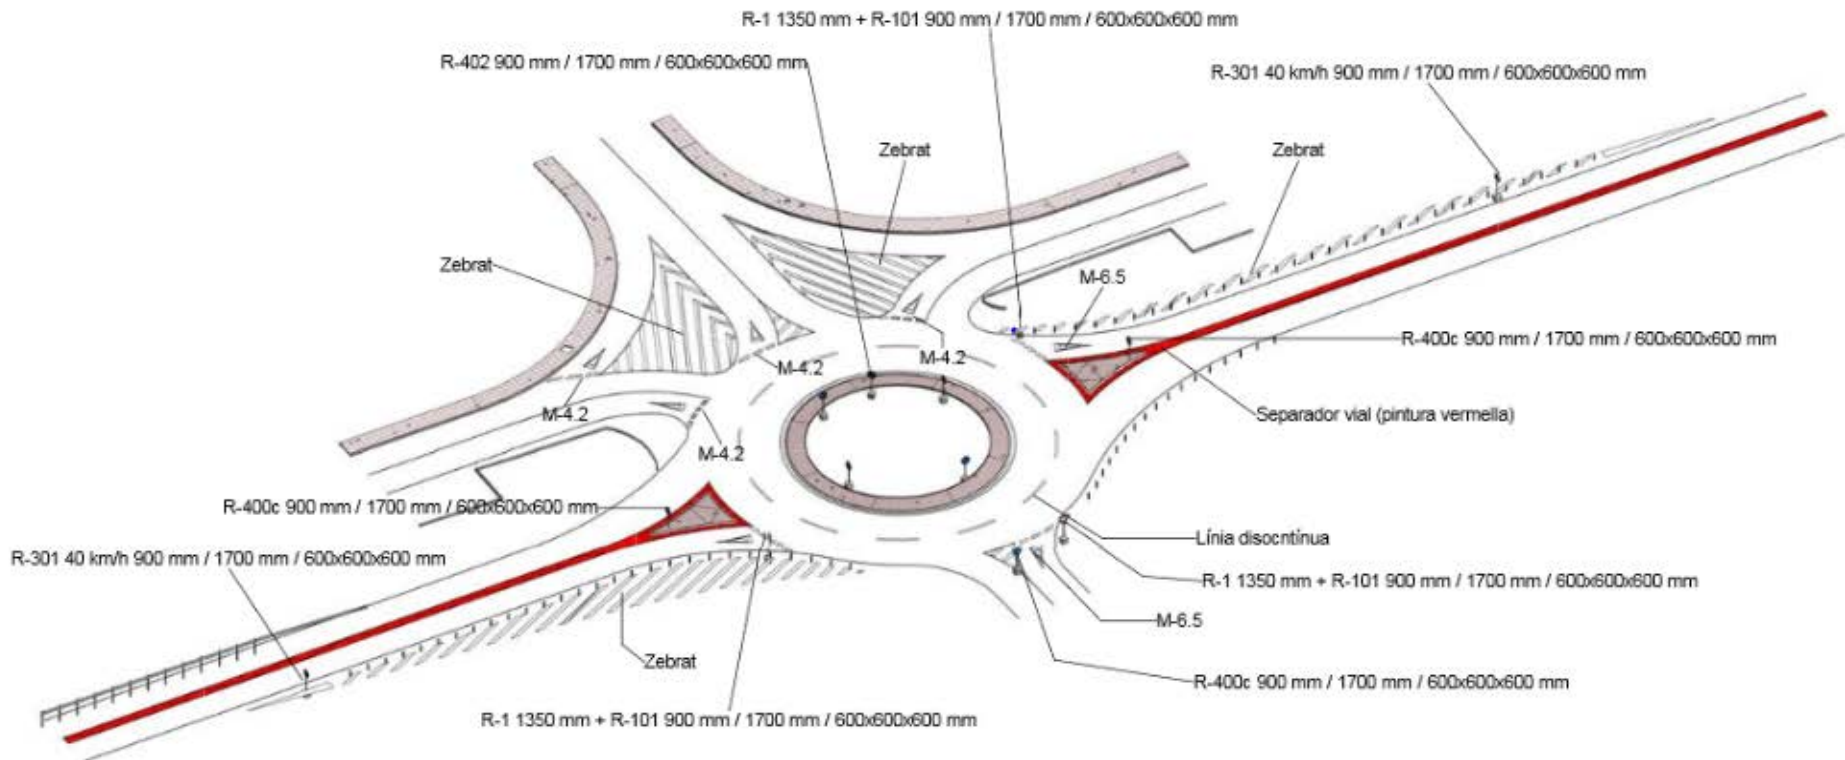 R-1 1350 mm + R-101 900 mm / 1700 mm / 600x600x600 mm
R-402 900 mm / 1700 mm / 600x600x600 mm
R-301 40 km/h 900 mm / 1700 mm / 600x600x600 mm
Zebrat
Zebrat
Zebrat
M-6.5
R-400c 900 mm / 1700 mm / 600x600x600 mm
M-4.2
M-4.2
M-4.2
Separador vial (pintura vermella)
M-4.2
R-400c 900 mm / 1700 mm / 600x600x600 mm
Línia disocntínua
R-301 40 km/h 900 mm / 1700 mm / 600x600x600 mm
R-1 1350 mm + R-101 900 mm / 1700 mm / 600x600x600 mm
M-6.5
Zebrat
R-400c 900 mm / 1700 mm / 600x600x600 mm
R-1 1350 mm + R-101 900 mm / 1700 mm / 600x600x600 mm